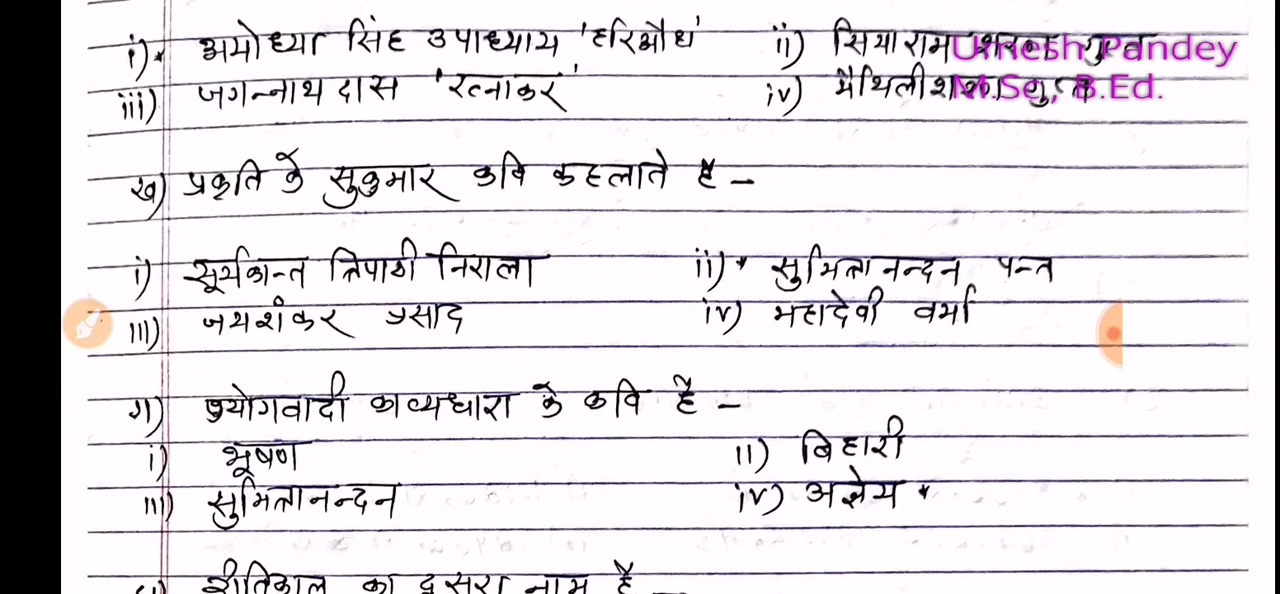 i)* अयोध्या सिंह उपाध्याय 'हरिऔध' ii) सियाराम
Umesh Pandey
iii) जगन्नाथ दास 'रत्नाकर' iv) मैथिलीशरण गुप्त
M.Sc, B.Ed.
ख) प्रकृति के सुकुमार कवि कहलाते हैं –
i) सूर्यकान्त त्रिपाठी निराला ii)* सुमित्रानन्दन पन्त
iii) जयशंकर प्रसाद iv) महादेवी वर्मा
ग) प्रयोगवादी काव्यधारा के कवि हैं –
i) भूषण ii) बिहारी
iii) सुमित्रानन्दन iv) अज्ञेय *
रीतिकाल का दूसरा नाम है –